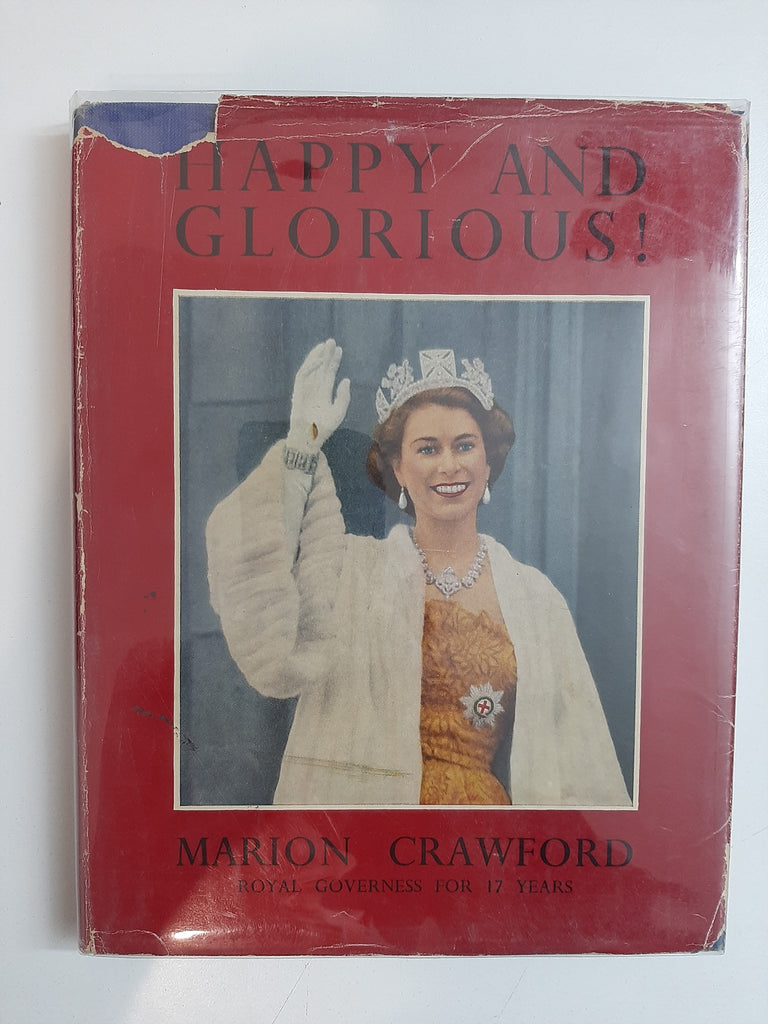 HAPPY AND
GLORIOUS!
MARION CRAWFORD
ROYAL GOVERNESS FOR 17 YEARS